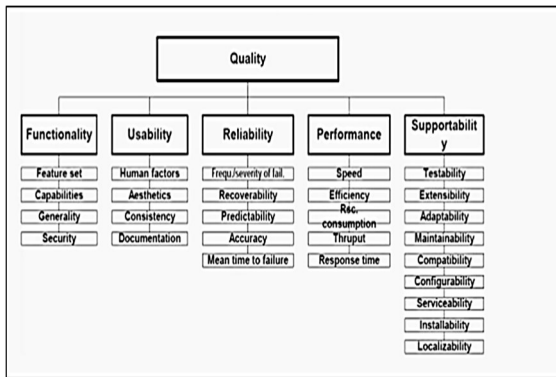 Quality
Functionality
Usability
Reliability
Performance
Supportabilit
y
Feature set
Capabilities
Generality
Security
Human factors
Aesthetics
Consistency
Documentation
Frequ./severity of fail.
Recoverability
Predictability
Accuracy
Mean time to failure
Speed
Efficiency
Rsc.
consumption
Thruput
Response time
Testability
Extensibility
Adaptability
Maintainability
Compatibility
Configurability
Serviceability
Installability
Localizability